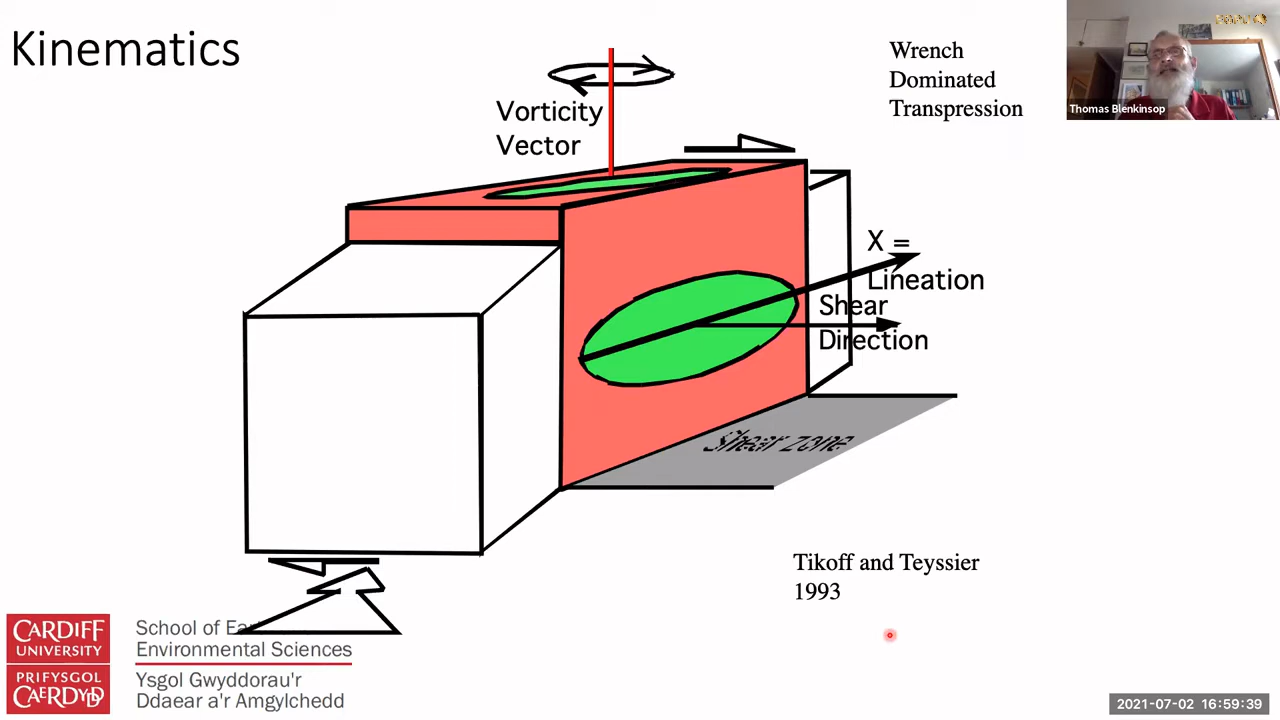 Kinematics
Wrench
Dominated
Transpression
Thomas Blenkinsop
Vorticity
Vector
X =
Lineation
Shear
Direction
Shear zone
Tikoff and Teyssier
1993
CARDIFF
UNIVERSITY
PRIFYSGOL
CAERDYDD
School of Ear
Environmental Sciences
Ysgol Gwyddorau'r
Ddaear a'r Amgylchedd
2021-07-02 16:59:39